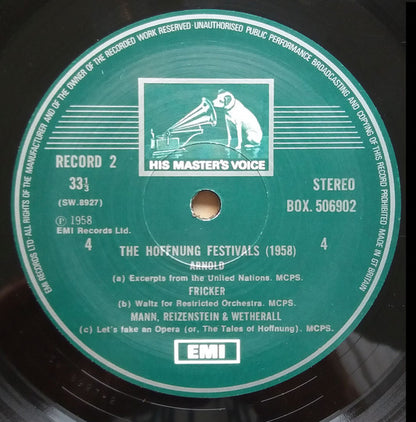 EMI RECORDS LTD ALL RIGHTS OF THE MANUFACTURER AND OF THE OWNER OF THE RECORDED WORK RESERVED · UNAUTHORISED PUBLIC PERFORMANCE BROADCASTING AND COPYING OF THIS RECORD PROHIBITED MADE IN GT BRITAIN
HIS MASTER'S VOICE
RECORD 2
33⅓
STEREO
(SW.8927)
BOX. 506902
Ⓟ 1958
EMI Records Ltd.
4 4
THE HOFFNUNG FESTIVALS (1958)
ARNOLD
(a) Excerpts from the United Nations. MCPS.
FRICKER
(b) Waltz for Restricted Orchestra. MCPS.
MANN, REIZENSTEIN & WETHERALL
(c) Let's fake an Opera (or, The Tales of Hoffnung). MCPS.
EMI